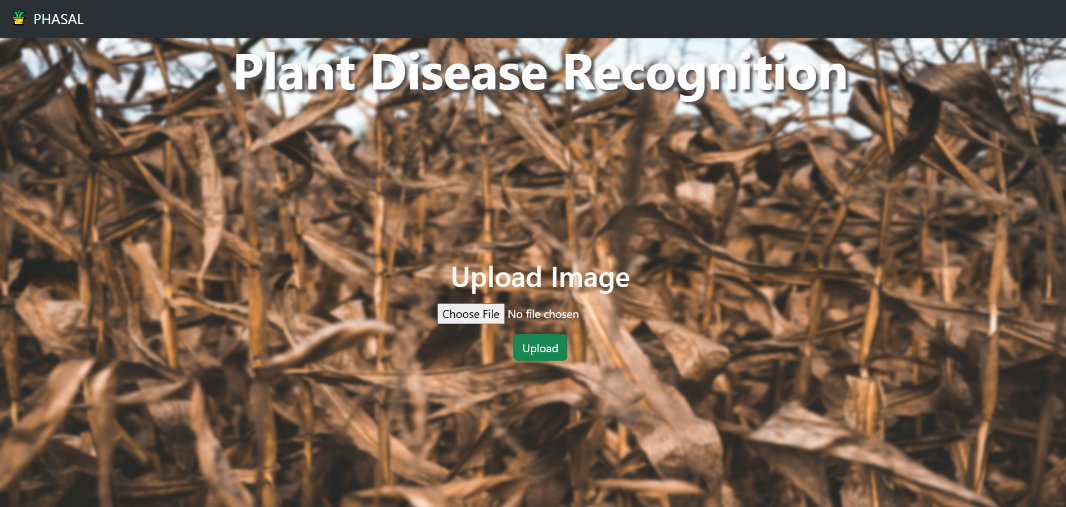 PHASAL
Plant Disease Recognition
Upload Image
Choose File No file chosen
Upload